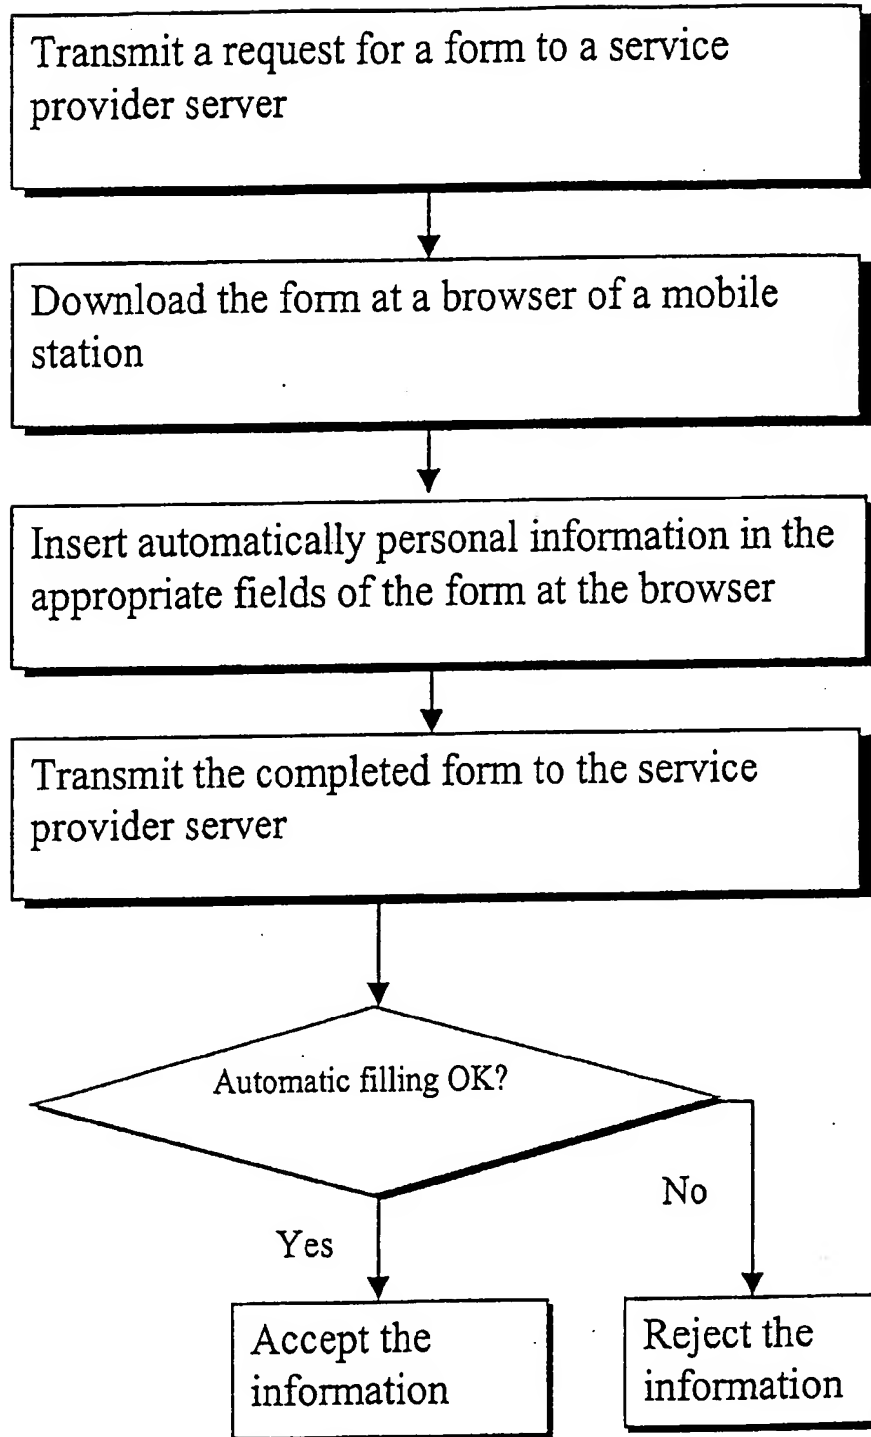 Transmit a request for a form to a service
provider server
Download the form at a browser of a mobile
station
Insert automatically personal information in the
appropriate fields of the form at the browser
Transmit the completed form to the service
provider server
Automatic filling OK?
Yes
No
Accept the
information
Reject the
information